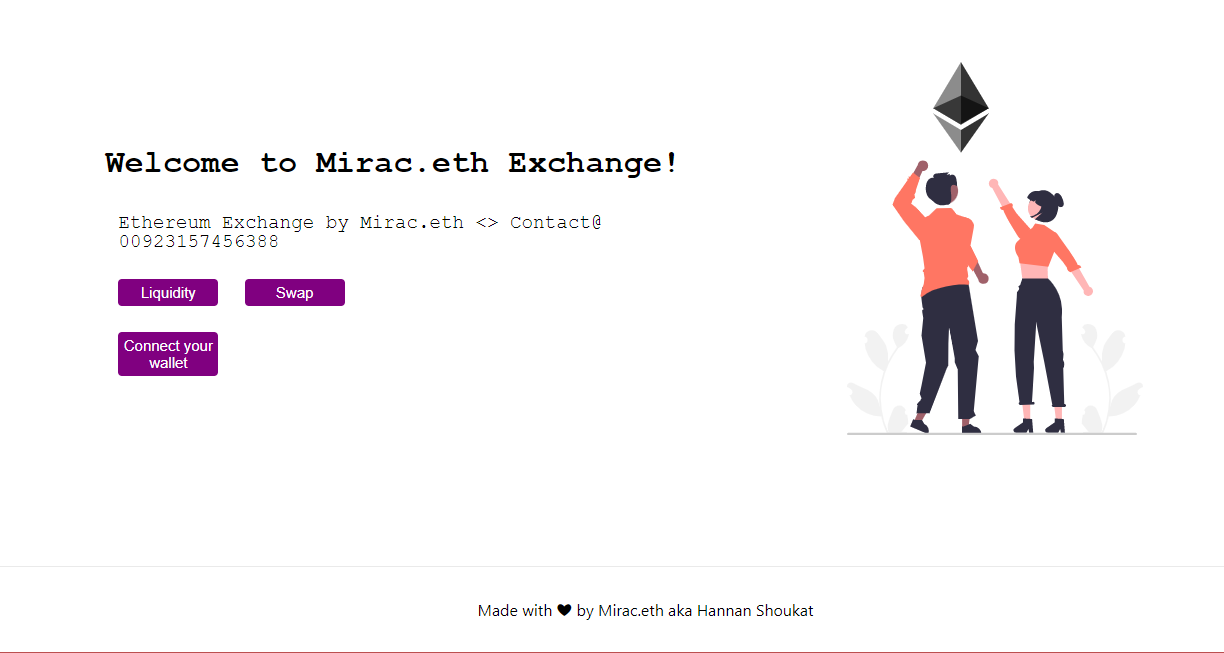 Welcome to Mirac.eth Exchange!
Ethereum Exchange by Mirac.eth <> Contact@
00923157456388
Liquidity
Swap
Connect your
wallet
Made with ♥ by Mirac.eth aka Hannan Shoukat